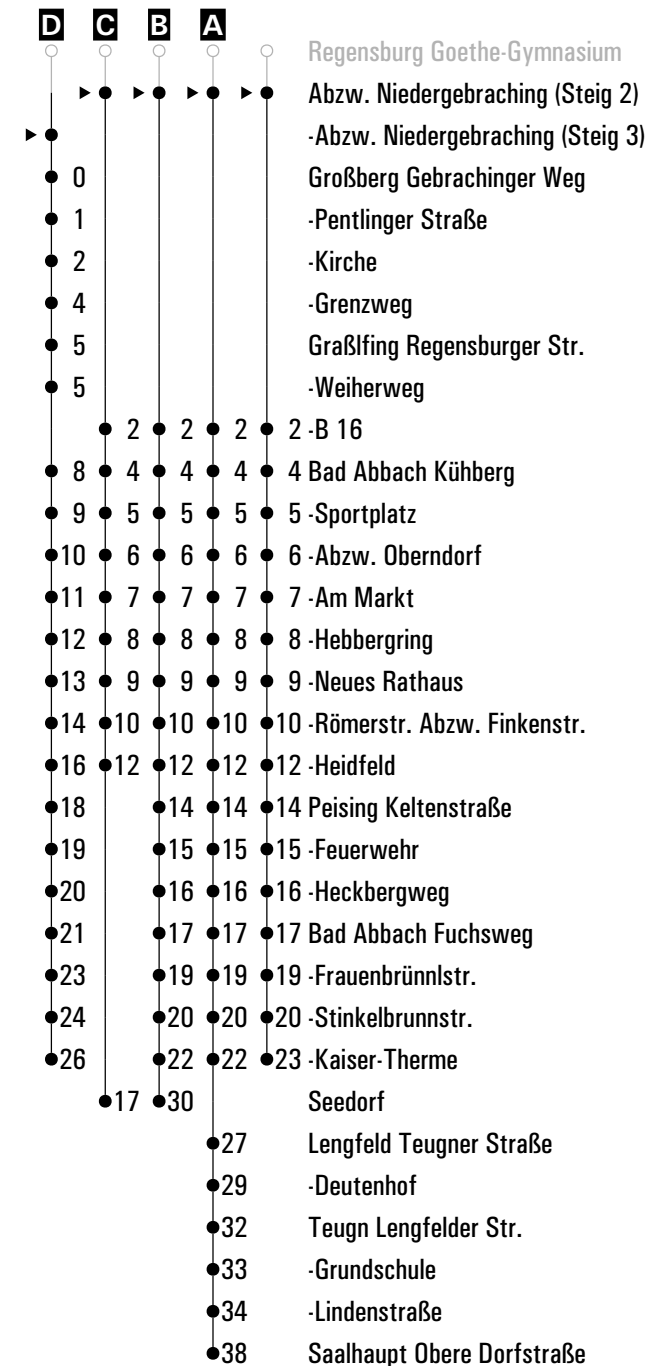 D C B A
Regensburg Goethe-Gymnasium
Abzw. Niedergebraching (Steig 2)
-Abzw. Niedergebraching (Steig 3)
0 Großberg Gebrachinger Weg
1 -Pentlinger Straße
2 -Kirche
4 -Grenzweg
5 Graßlfing Regensburger Str.
5 -Weiherweg
2 2 2 2 -B 16
8 4 4 4 4 Bad Abbach Kühberg
9 5 5 5 5 -Sportplatz
10 6 6 6 6 -Abzw. Oberndorf
11 7 7 7 7 -Am Markt
12 8 8 8 8 -Hebbergring
13 9 9 9 9 -Neues Rathaus
14 10 10 10 10 -Römerstr. Abzw. Finkenstr.
16 12 12 12 12 -Heidfeld
18 14 14 14 Peising Keltenstraße
19 15 15 15 -Feuerwehr
20 16 16 16 -Heckbergweg
21 17 17 17 Bad Abbach Fuchsweg
23 19 19 19 -Frauenbrünnlstr.
24 20 20 20 -Stinkelbrunnstr.
26 22 22 23 -Kaiser-Therme
17 30 Seedorf
27 Lengfeld Teugner Straße
29 -Deutenhof
32 Teugn Lengfelder Str.
33 -Grundschule
34 -Lindenstraße
38 Saalhaupt Obere Dorfstraße